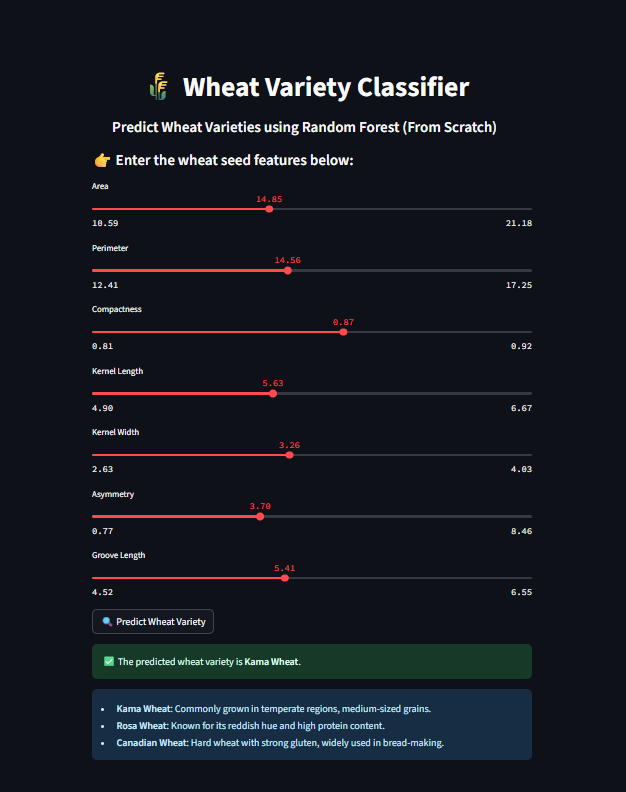 Wheat Variety Classifier
Predict Wheat Varieties using Random Forest (From Scratch)
👉 Enter the wheat seed features below:
Area
14.85
10.59 21.18
Perimeter
14.56
12.41 17.25
Compactness
0.87
0.81 0.92
Kernel Length
5.63
4.90 6.67
Kernel Width
3.26
2.63 4.03
Asymmetry
3.70
0.77 8.46
Groove Length
5.41
4.52 6.55
🔍 Predict Wheat Variety
✅ The predicted wheat variety is Kama Wheat.
• Kama Wheat: Commonly grown in temperate regions, medium-sized grains.
• Rosa Wheat: Known for its reddish hue and high protein content.
• Canadian Wheat: Hard wheat with strong gluten, widely used in bread-making.